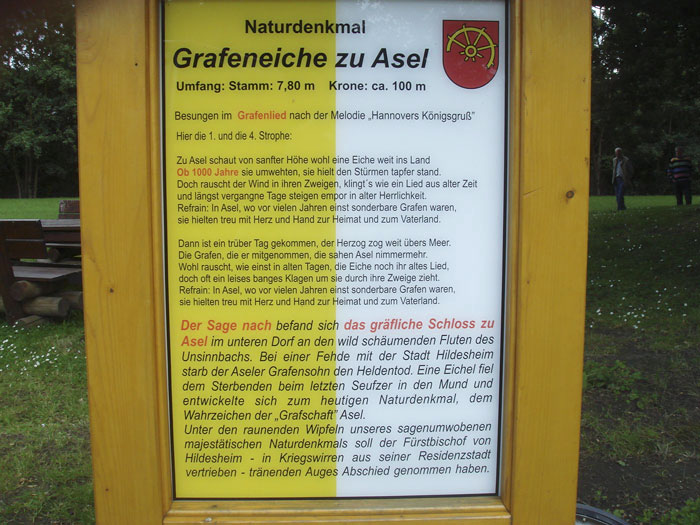 Naturdenkmal
Grafeneiche zu Asel
Umfang: Stamm: 7,80 m Krone: ca. 100 m
Besungen im Grafenlied nach der Melodie „Hannovers Königsgruß"
Hier die 1. und die 4. Strophe:
Zu Asel schaut von sanfter Höhe wohl eine Eiche weit ins Land
Ob 1000 Jahre sie umwehten, sie hielt den Stürmen tapfer stand.
Doch rauscht der Wind in ihren Zweigen, klingt´s wie ein Lied aus alter Zeit
und längst vergangne Tage steigen empor in alter Herrlichkeit.
Refrain: In Asel, wo vor vielen Jahren einst sonderbare Grafen waren,
sie hielten treu mit Herz und Hand zur Heimat und zum Vaterland.
Dann ist ein trüber Tag gekommen, der Herzog zog weit übers Meer.
Die Grafen, die er mitgenommen, die sahen Asel nimmermehr.
Wohl rauscht, wie einst in alten Tagen, die Eiche noch ihr altes Lied,
doch oft ein leises banges Klagen um sie durch ihre Zweige zieht.
Refrain: In Asel, wo vor vielen Jahren einst sonderbare Grafen waren,
sie hielten treu mit Herz und Hand zur Heimat und zum Vaterland.
Der Sage nach befand sich das gräfliche Schloss zu
Asel im unteren Dorf an den wild schäumenden Fluten des
Unsinnbachs. Bei einer Fehde mit der Stadt Hildesheim
starb der Aseler Grafensohn den Heldentod. Eine Eichel fiel
dem Sterbenden beim letzten Seufzer in den Mund und
entwickelte sich zum heutigen Naturdenkmal, dem
Wahrzeichen der „Grafschaft" Asel.
Unter den raunenden Wipfeln unseres sagenumwobenen
majestätischen Naturdenkmals soll der Fürstbischof von
Hildesheim - in Kriegswirren aus seiner Residenzstadt
vertrieben - tränenden Auges Abschied genommen haben.